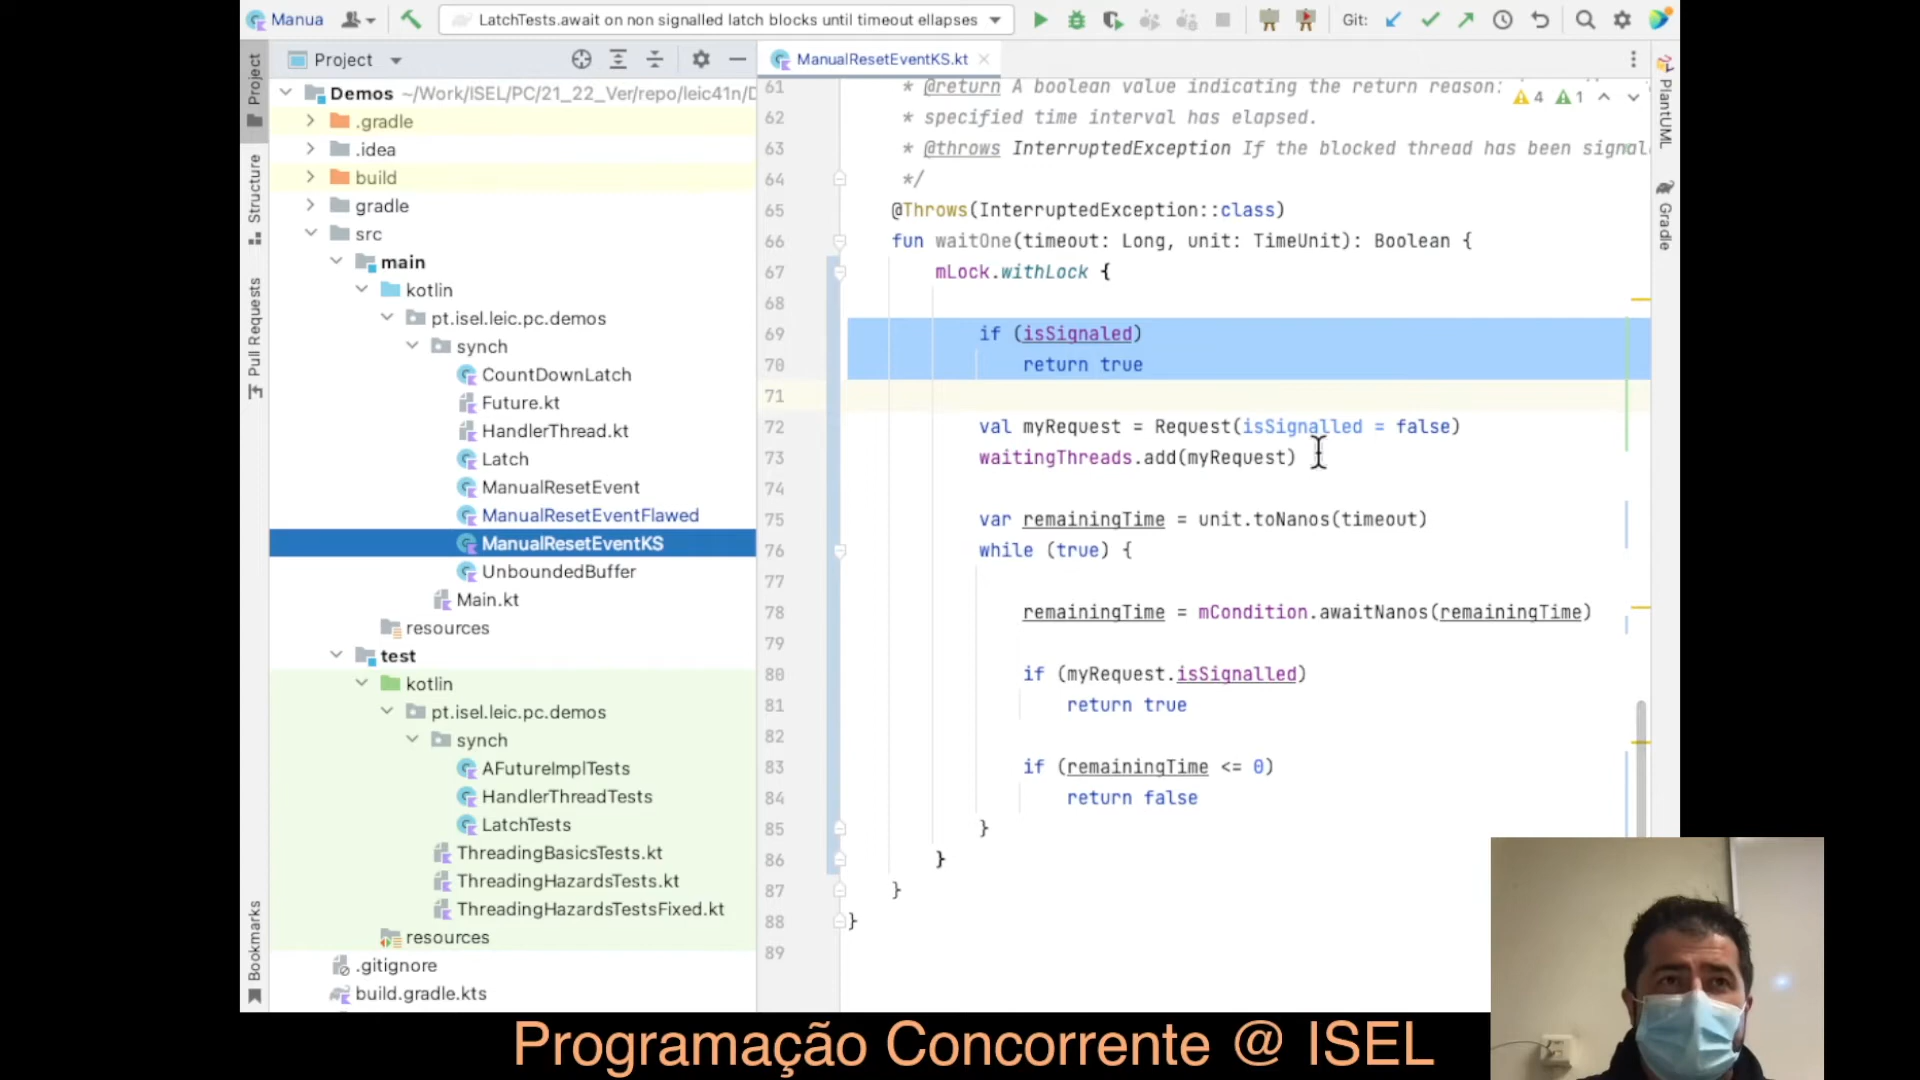 Manua
LatchTests.await on non signalled latch blocks until timeout ellapses
Git:
Project
ManualResetEventKS.kt
Project
Structure
Pull Requests
Bookmarks
Demos ~/Work/ISEL/PC/21_22_Ver/repo/leic41n/D
.gradle
.idea
build
gradle
src
main
kotlin
pt.isel.leic.pc.demos
synch
CountDownLatch
Future.kt
HandlerThread.kt
Latch
ManualResetEvent
ManualResetEventFlawed
ManualResetEventKS
UnboundedBuffer
Main.kt
resources
test
kotlin
pt.isel.leic.pc.demos
synch
AFutureImplTests
HandlerThreadTests
LatchTests
ThreadingBasicsTests.kt
ThreadingHazardsTests.kt
ThreadingHazardsTestsFixed.kt
resources
.gitignore
build.gradle.kts
61 * @return A boolean value indicating the return reason:
4 1
62 * specified time interval has elapsed.
63 * @throws InterruptedException If the blocked thread has been signal
64 */
65 @Throws(InterruptedException::class)
66 fun waitOne(timeout: Long, unit: TimeUnit): Boolean {
67 mLock.withLock {
68
69 if (isSignaled)
70 return true
71
72 val myRequest = Request(isSignalled = false)
73 waitingThreads.add(myRequest)
74
75 var remainingTime = unit.toNanos(timeout)
76 while (true) {
77
78 remainingTime = mCondition.awaitNanos(remainingTime)
79
80 if (myRequest.isSignalled)
81 return true
82
83 if (remainingTime <= 0)
84 return false
85 }
86 }
87 }
88 }
89
PlantUML
Gradle
Programação Concorrente @ ISEL